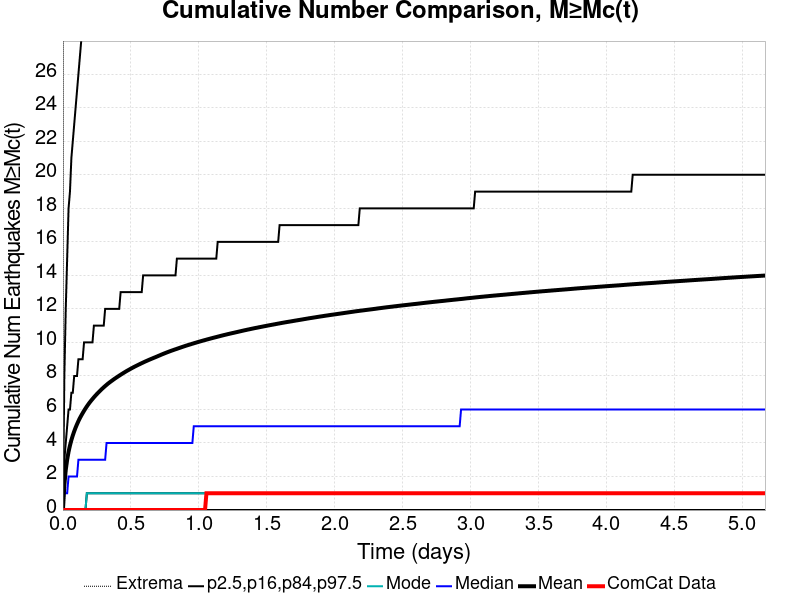 Cumulative Number Comparison, M≥Mc(t)
Cumulative Num Earthquakes M≥Mc(t)
26
24
22
20
18
16
14
12
10
8
6
4
2
0
0.0 0.5 1.0 1.5 2.0 2.5 3.0 3.5 4.0 4.5 5.0
Time (days)
Extrema p2.5,p16,p84,p97.5 Mode Median Mean ComCat Data